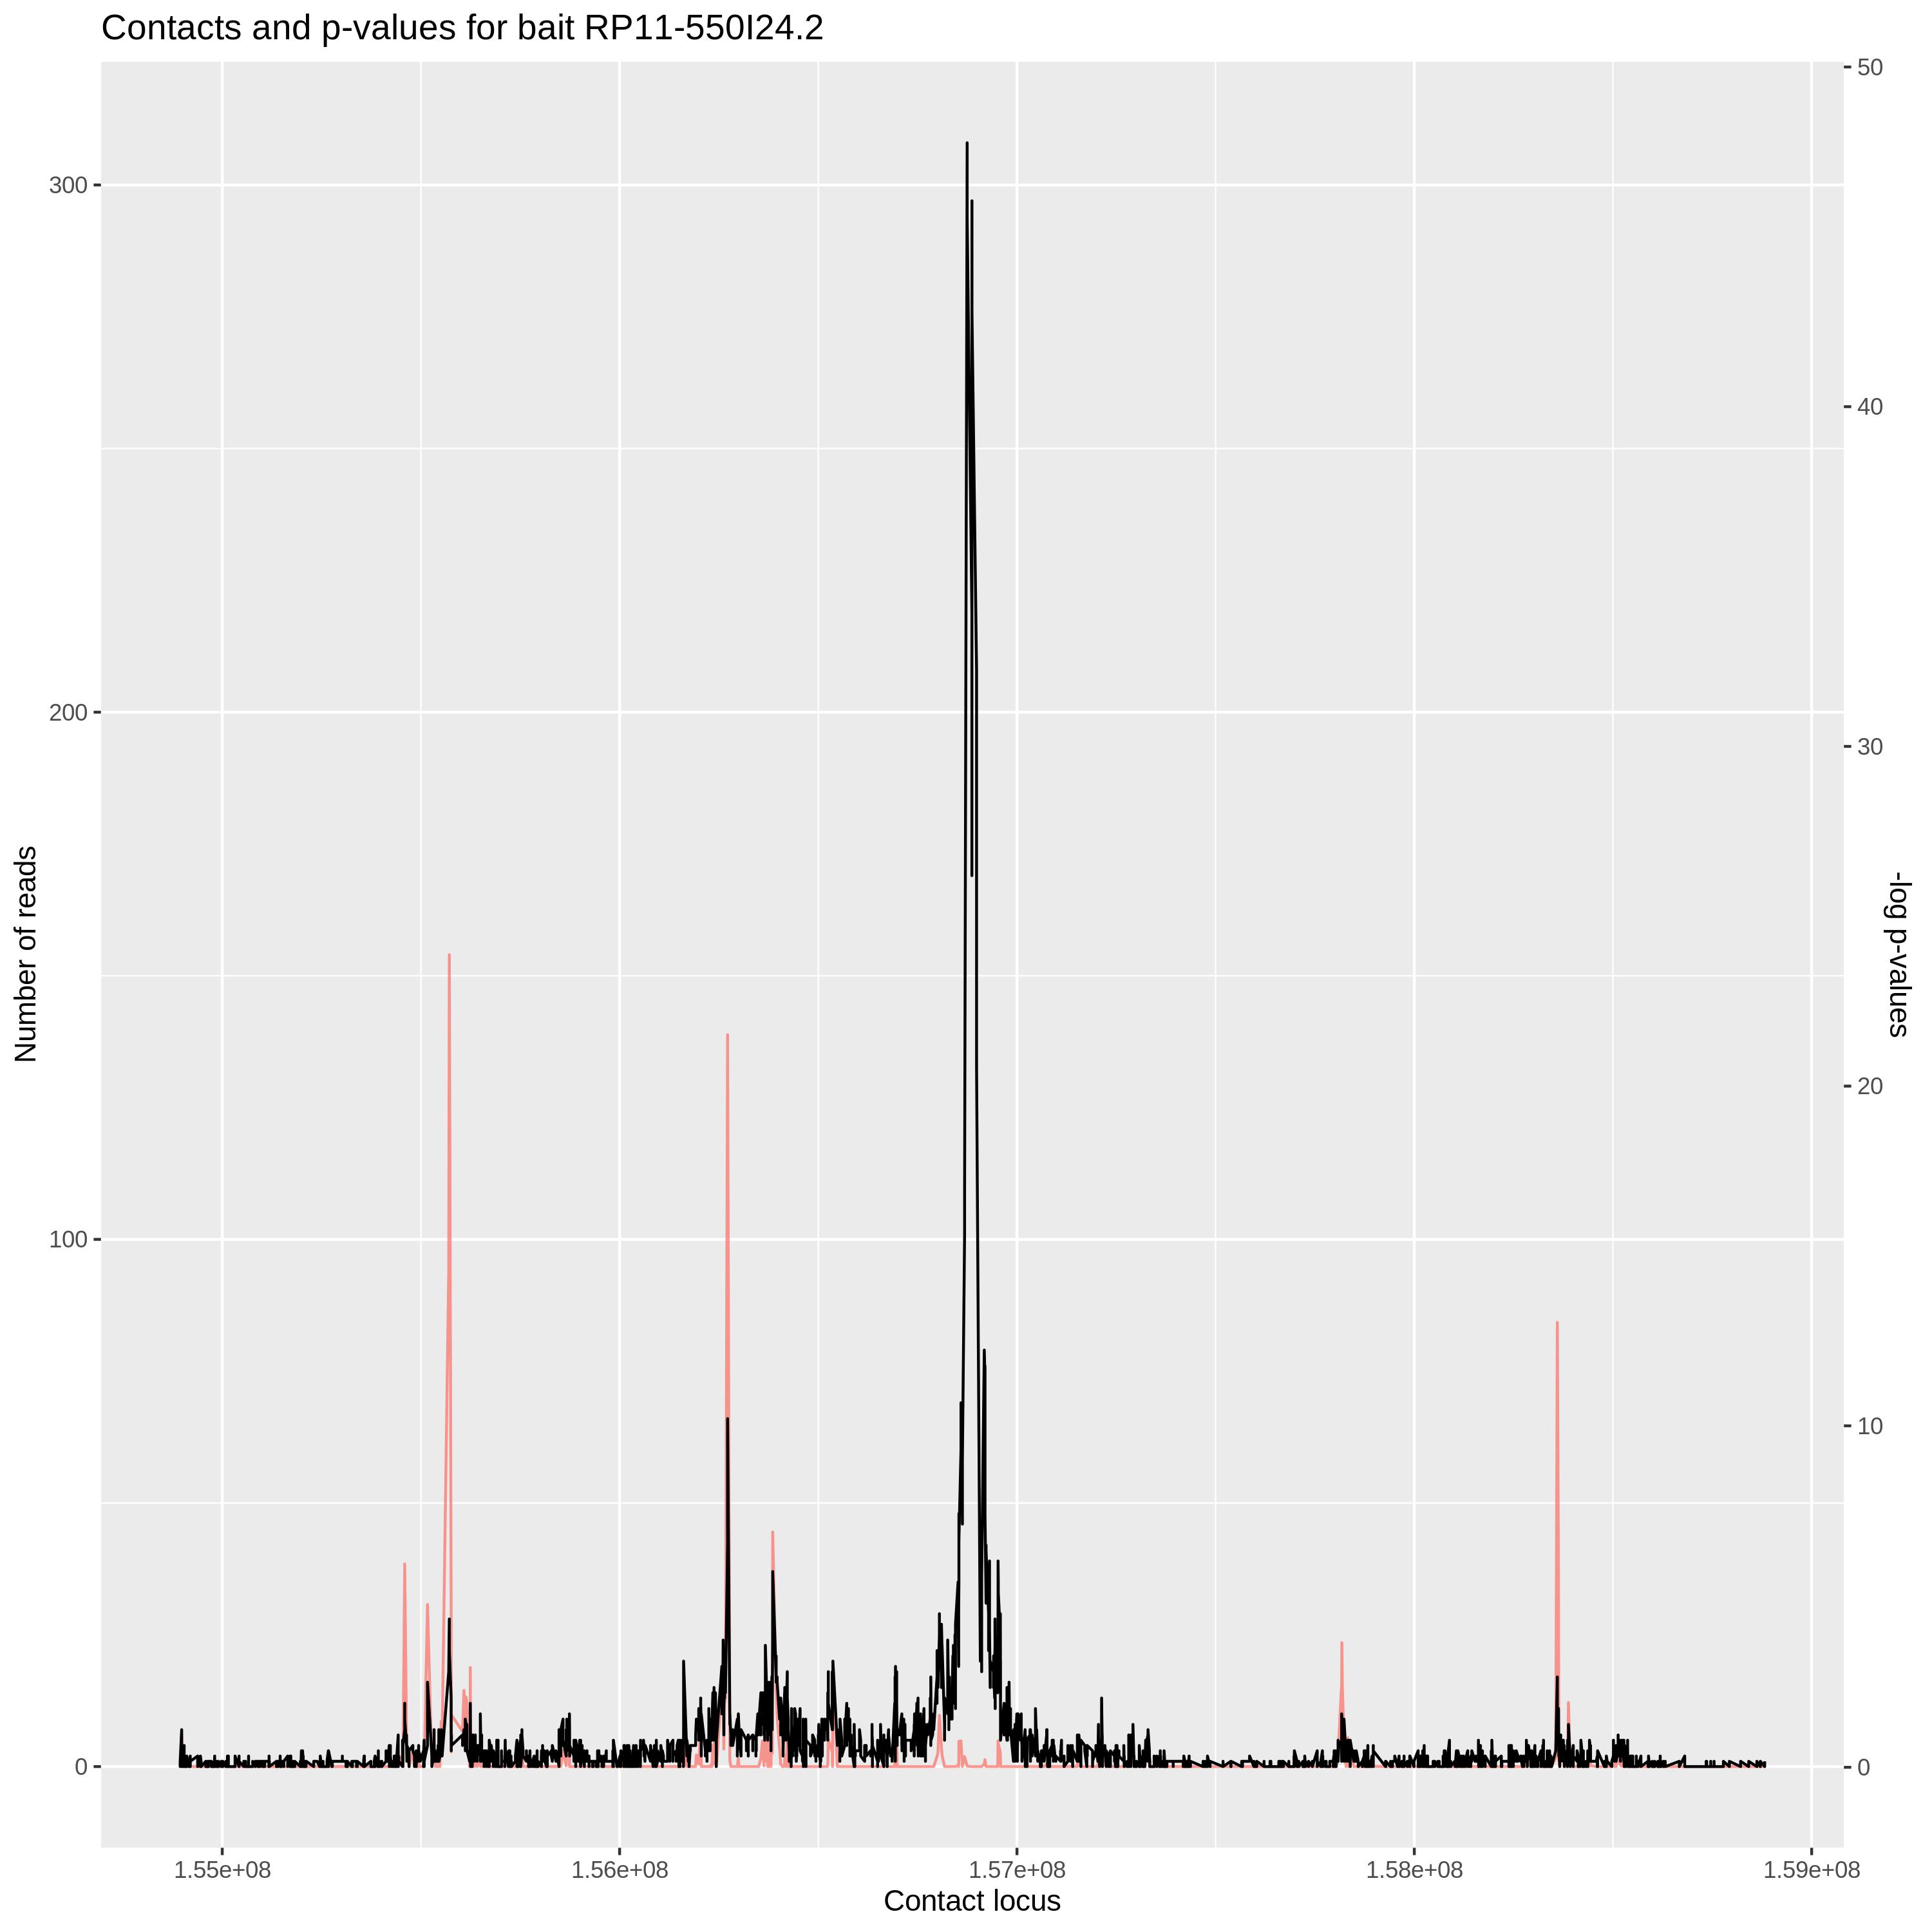 Contacts and p-values for bait RP11-550I24.2
Number of reads
300
200
100
0
50
40
30
20
10
0
-log p-values
1.55e+08 1.56e+08 1.57e+08 1.58e+08 1.59e+08
Contact locus